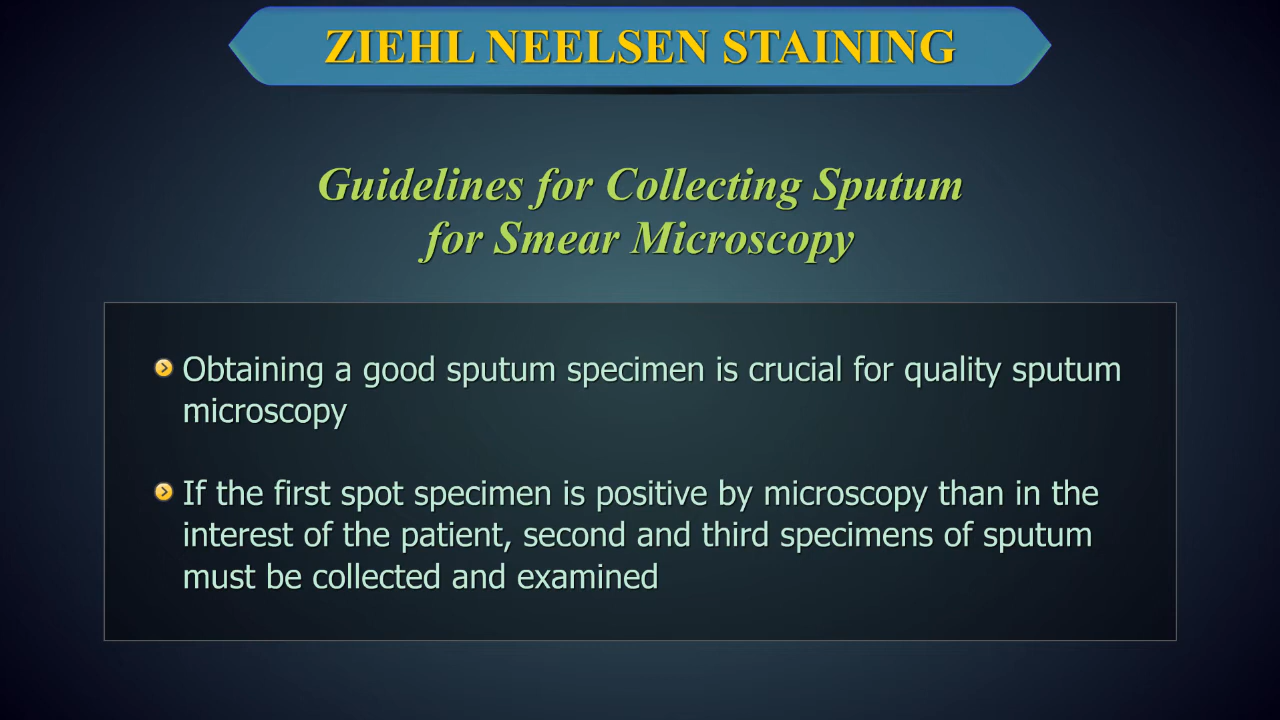 ZIEHL NEELSEN STAINING
Guidelines for Collecting Sputum
for Smear Microscopy
Obtaining a good sputum specimen is crucial for quality sputum
microscopy
If the first spot specimen is positive by microscopy than in the
interest of the patient, second and third specimens of sputum
must be collected and examined